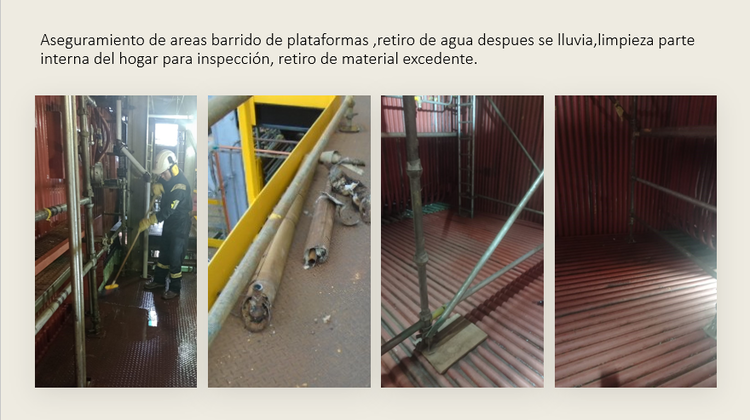 Aseguramiento de areas barrido de plataformas ,retiro de agua despues se lluvia,limpieza parte
interna del hogar para inspección, retiro de material excedente.